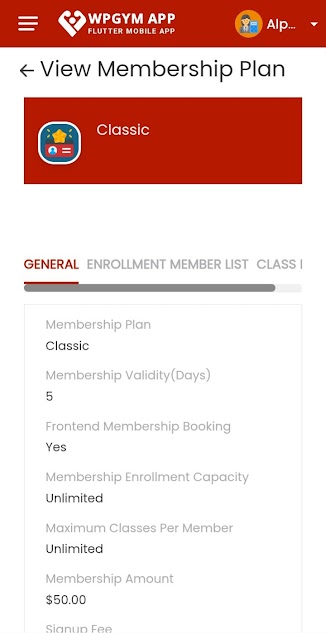 WPGYM APP
FLUTTER MOBILE APP
Alp...
View Membership Plan
Classic
GENERAL ENROLLMENT MEMBER LIST CLASS
Membership Plan
Classic
Membership Validity(Days)
5
Frontend Membership Booking
Yes
Membership Enrollment Capacity
Unlimited
Maximum Classes Per Member
Unlimited
Membership Amount
$50.00
Signup Fee